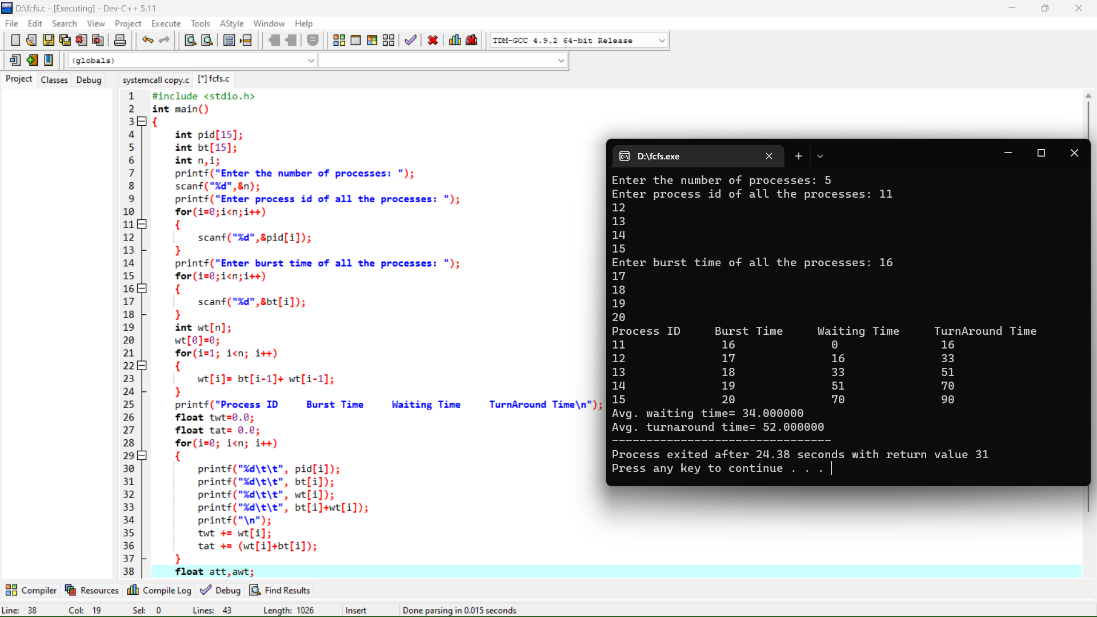 D:\fcfs.c - [Executing] - Dev-C++ 5.11
File Edit Search View Project Execute Tools AStyle Window Help
TDM-GCC 4.9.2 64-bit Release
(globals)
Project Classes Debug
systemcall copy.c [*] fcfs.c
1 #include <stdio.h>
2 int main()
3 {
4 int pid[15];
5 int bt[15];
6 int n,i;
7 printf("Enter the number of processes: ");
8 scanf("%d",&n);
9 printf("Enter process id of all the processes: ");
10 for(i=0;i<n;i++)
11 {
12 scanf("%d",&pid[i]);
13 }
14 printf("Enter burst time of all the processes: ");
15 for(i=0;i<n;i++)
16 {
17 scanf("%d",&bt[i]);
18 }
19 int wt[n];
20 wt[0]=0;
21 for(i=1; i<n; i++)
22 {
23 wt[i]= bt[i-1]+ wt[i-1];
24 }
25 printf("Process ID     Burst Time     Waiting Time     TurnAround Time\n");
26 float twt=0.0;
27 float tat= 0.0;
28 for(i=0; i<n; i++)
29 {
30 printf("%d\t\t", pid[i]);
31 printf("%d\t\t", bt[i]);
32 printf("%d\t\t", wt[i]);
33 printf("%d\t\t", bt[i]+wt[i]);
34 printf("\n");
35 twt += wt[i];
36 tat += (wt[i]+bt[i]);
37 }
38 float att,awt;
D:\fcfs.exe
Enter the number of processes: 5
Enter process id of all the processes: 11
12
13
14
15
Enter burst time of all the processes: 16
17
18
19
20
Process ID     Burst Time     Waiting Time     TurnAround Time
11 16 0 16
12 17 16 33
13 18 33 51
14 19 51 70
15 20 70 90
Avg. waiting time= 34.000000
Avg. turnaround time= 52.000000
--------------------------------
Process exited after 24.38 seconds with return value 31
Press any key to continue . . .
Compiler Resources Compile Log Debug Find Results
Line: 38 Col: 19 Sel: 0 Lines: 43 Length: 1026 Insert Done parsing in 0.015 seconds